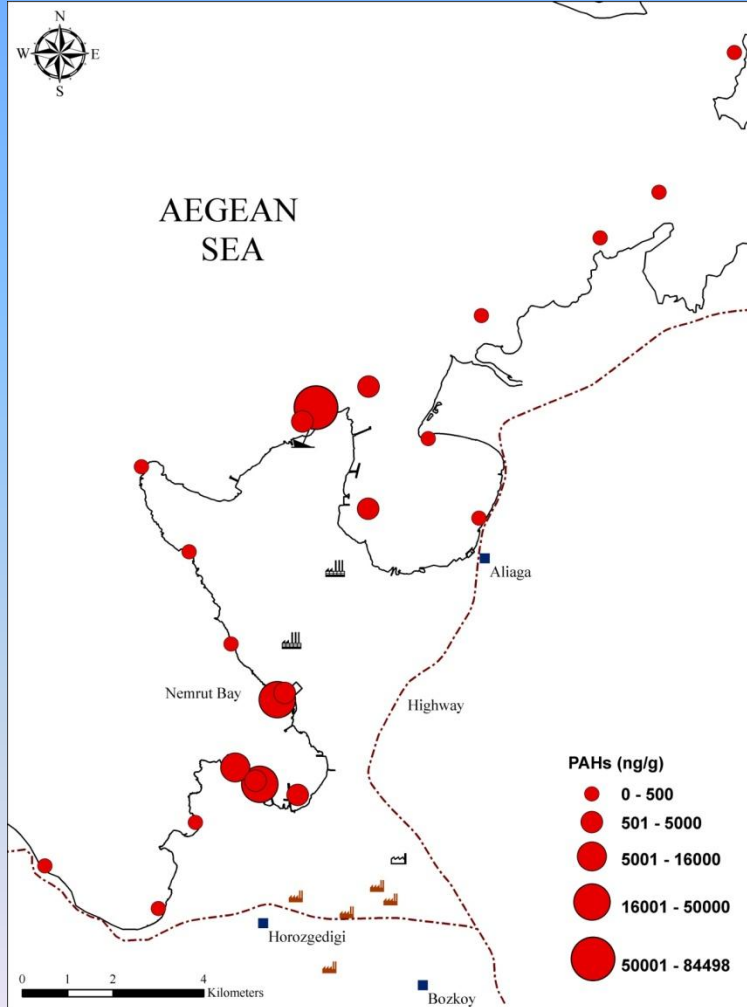 N
W E
S
AEGEAN
SEA
Aliaga
Nemrut Bay
Highway
PAHs (ng/g)
0 - 500
501 - 5000
5001 - 16000
16001 - 50000
50001 - 84498
Horozgedigi
0 1 2 4
Kilometers
Bozkoy